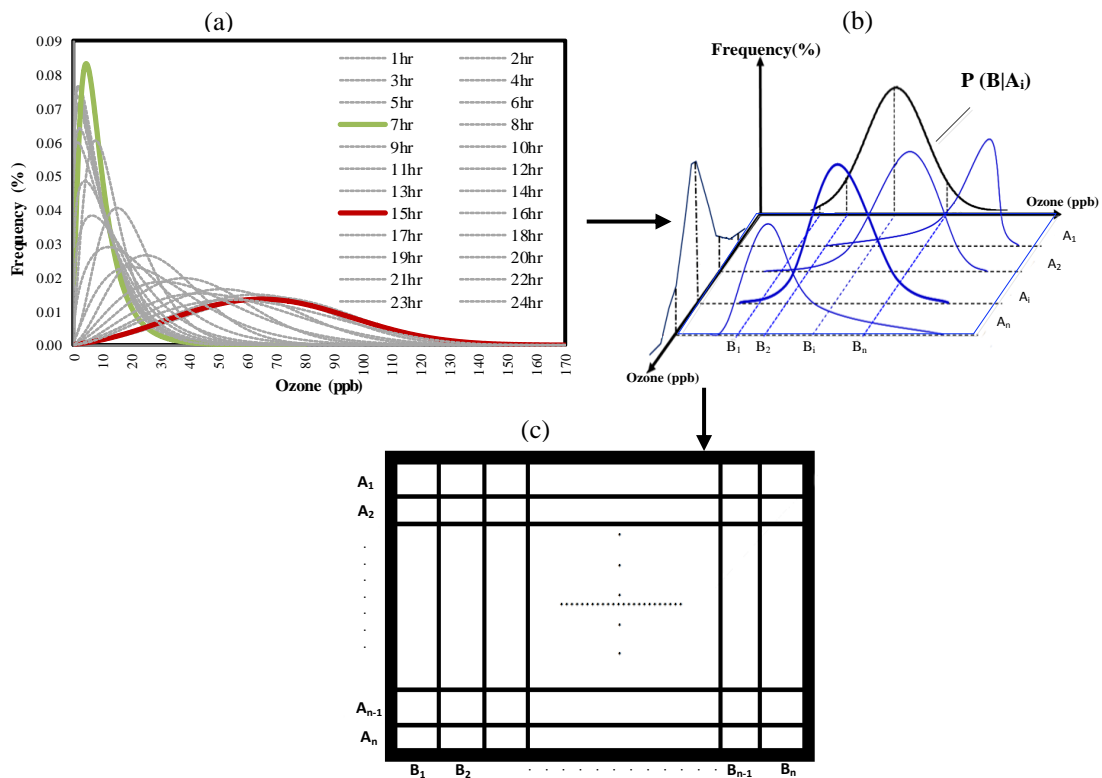 (a)
Frequency (%)
0.09
0.08
0.07
0.06
0.05
0.04
0.03
0.02
0.01
0.00
1hr 2hr
3hr 4hr
5hr 6hr
7hr 8hr
9hr 10hr
11hr 12hr
13hr 14hr
15hr 16hr
17hr 18hr
19hr 20hr
21hr 22hr
23hr 24hr
0 10 20 30 40 50 60 70 80 90 100 110 120 130 140 150 160 170
Ozone (ppb)
(b)
Frequency(%)
P (B|Aᵢ)
Ozone (ppb)
A₁
A₂
Aᵢ
Aₙ
B₁ B₂ Bᵢ Bₙ
Ozone (ppb)
(c)
A₁
A₂
Aₙ₋₁
Aₙ
B₁ B₂ . . . . . . . . . . . . Bₙ₋₁ Bₙ